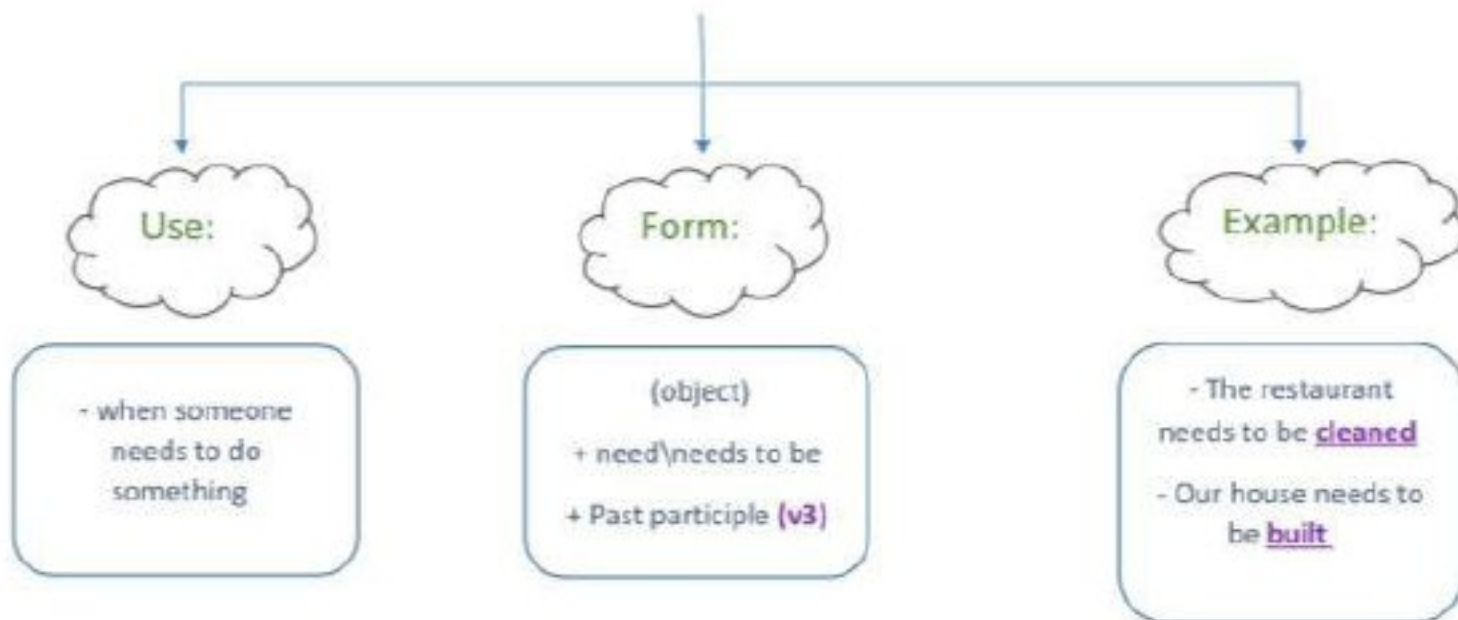 Use:
- when someone
needs to do
something
Form:
(object)
+ need\needs to be
+ Past participle (v3)
Example:
- The restaurant
needs to be cleaned
- Our house needs to
be built